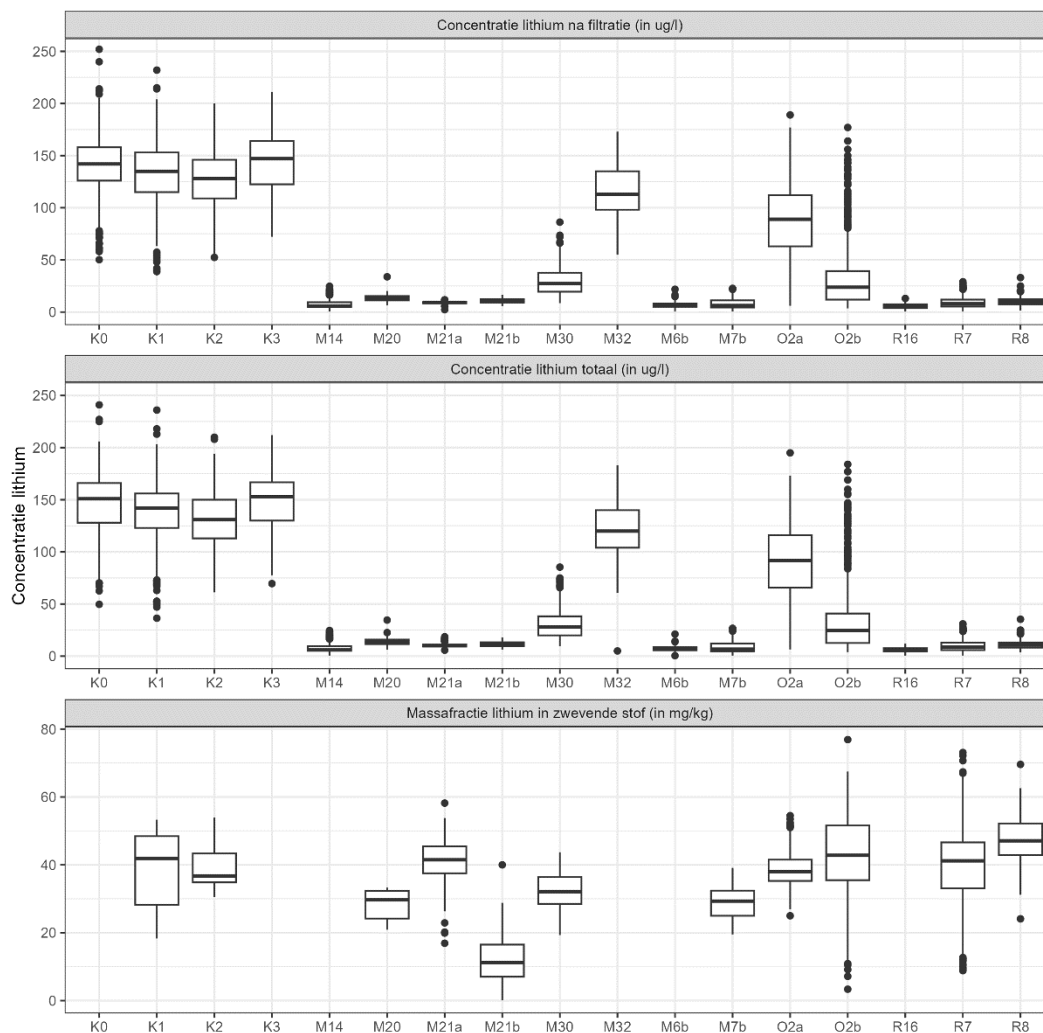 Concentratie lithium na filtratie (in ug/l)
250
200
150
100
50
0
K0 K1 K2 K3 M14 M20 M21a M21b M30 M32 M6b M7b O2a O2b R16 R7 R8
Concentratie lithium totaal (in ug/l)
Concentratie lithium
250
200
150
100
50
0
K0 K1 K2 K3 M14 M20 M21a M21b M30 M32 M6b M7b O2a O2b R16 R7 R8
Massafractie lithium in zwevende stof (in mg/kg)
80
60
40
20
0
K0 K1 K2 K3 M14 M20 M21a M21b M30 M32 M6b M7b O2a O2b R16 R7 R8